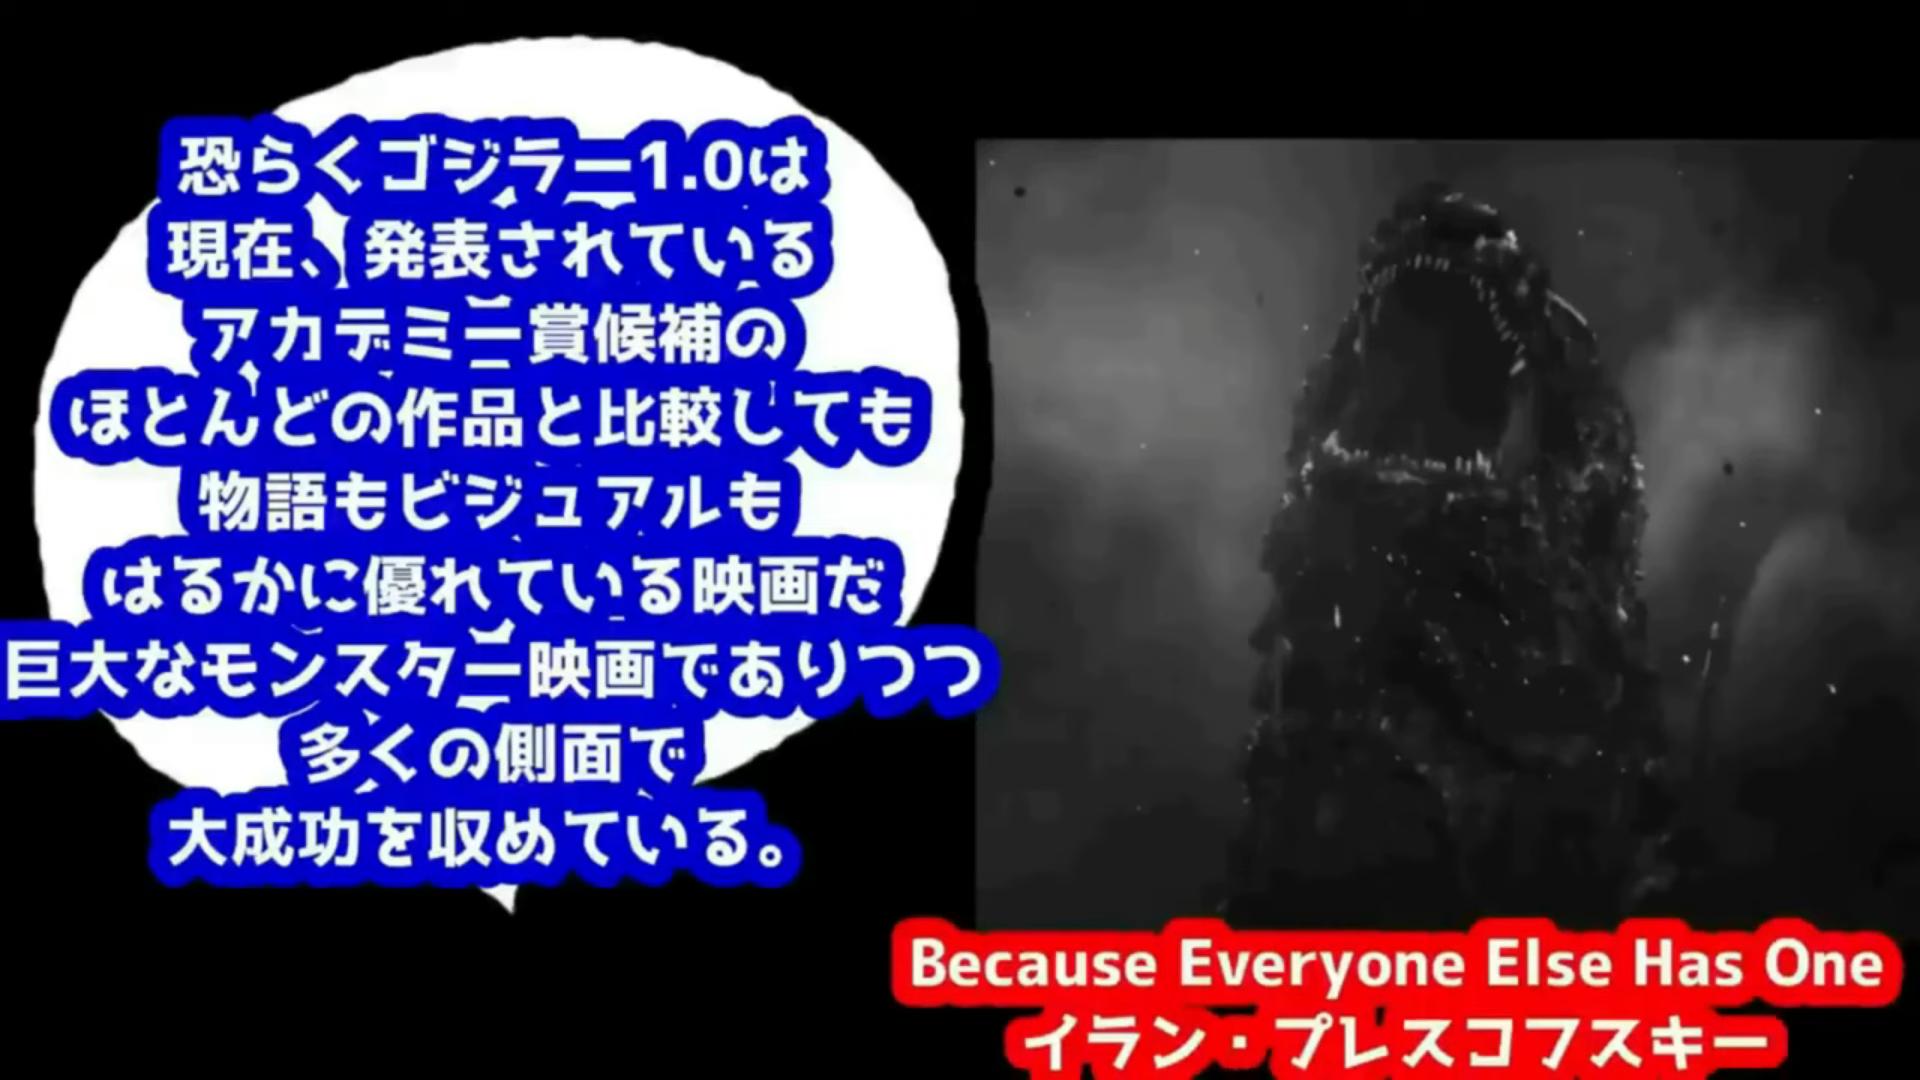 恐らくゴジラー1.0は
現在、発表されている
アカデミー賞候補の
ほとんどの作品と比較しても
物語もビジュアルも
はるかに優れている映画だ
巨大なモンスター映画でありつつ
多くの側面で
大成功を収めている。
Because Everyone Else Has One
イラン・プレスコフスキー